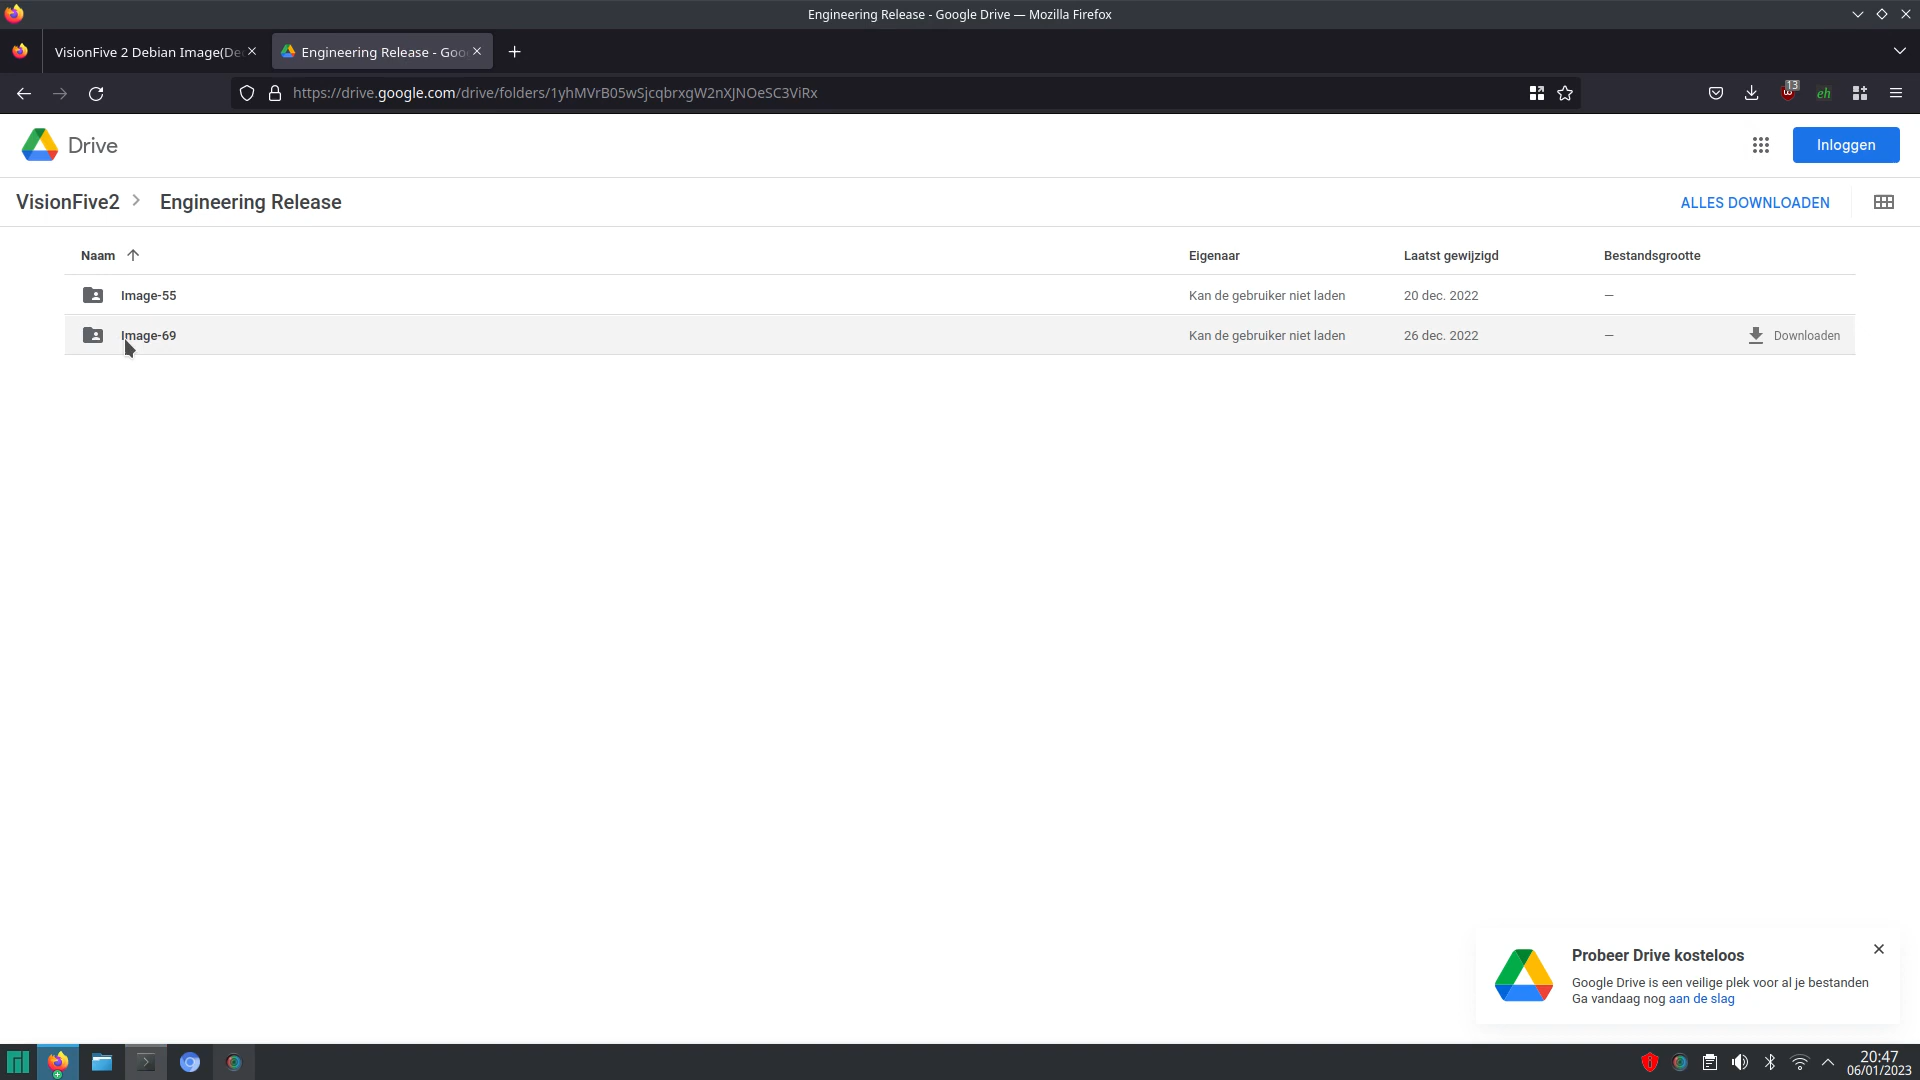 Engineering Release - Google Drive — Mozilla Firefox
VisionFive 2 Debian Image(De
Engineering Release - Goo
https://drive.google.com/drive/folders/1yhMVrB05wSjcqbrxgW2nXJNOeSC3ViRx
13
eh
Drive
Inloggen
VisionFive2
Engineering Release
ALLES DOWNLOADEN
Naam
Eigenaar
Laatst gewijzigd
Bestandsgrootte
Image-55
Kan de gebruiker niet laden
20 dec. 2022
—
Image-69
Kan de gebruiker niet laden
26 dec. 2022
—
Downloaden
Probeer Drive kosteloos
Google Drive is een veilige plek voor al je bestanden
Ga vandaag nog aan de slag
20:47
06/01/2023